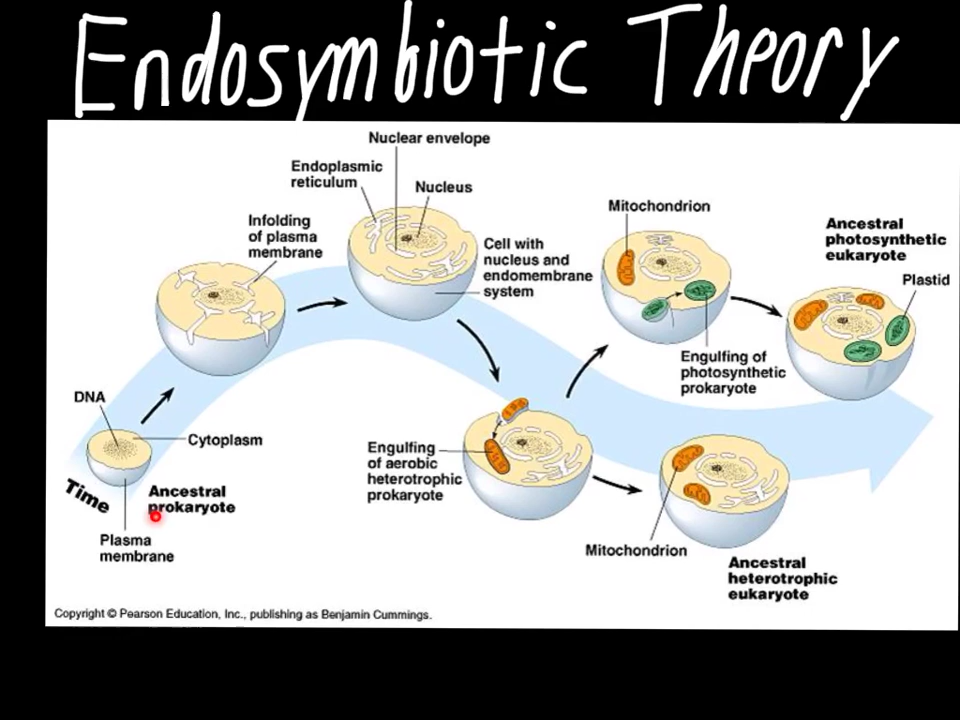 Endosymbiotic Theory
Nuclear envelope
Endoplasmic
reticulum
Nucleus
Infolding
of plasma
membrane
Cell with
nucleus and
endomembrane
system
Mitochondrion
Ancestral
photosynthetic
eukaryote
Plastid
Engulfing of
photosynthetic
prokaryote
DNA
Cytoplasm
Engulfing
of aerobic
heterotrophic
prokaryote
Time
Ancestral
prokaryote
Plasma
membrane
Mitochondrion
Ancestral
heterotrophic
eukaryote
Copyright © Pearson Education, Inc., publishing as Benjamin Cummings.